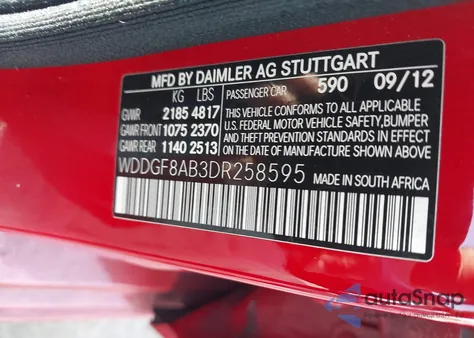 MFD BY DAIMLER AG STUTTGART
KG LBS PASSENGER CAR 590 09/12
GVWR 2185 4817
GAWR FRONT 1075 2370
GAWR REAR 1140 2513
THIS VEHICLE CONFORMS TO ALL APPLICABLE
U.S. FEDERAL MOTOR VEHICLE SAFETY, BUMPER
AND THEFT PREVENTION STANDARDS IN EFFECT
ON THE DATE OF MANUFACTURE SHOWN ABOVE.
WDDGF8AB3DR258595 MADE IN SOUTH AFRICA
autoSnap